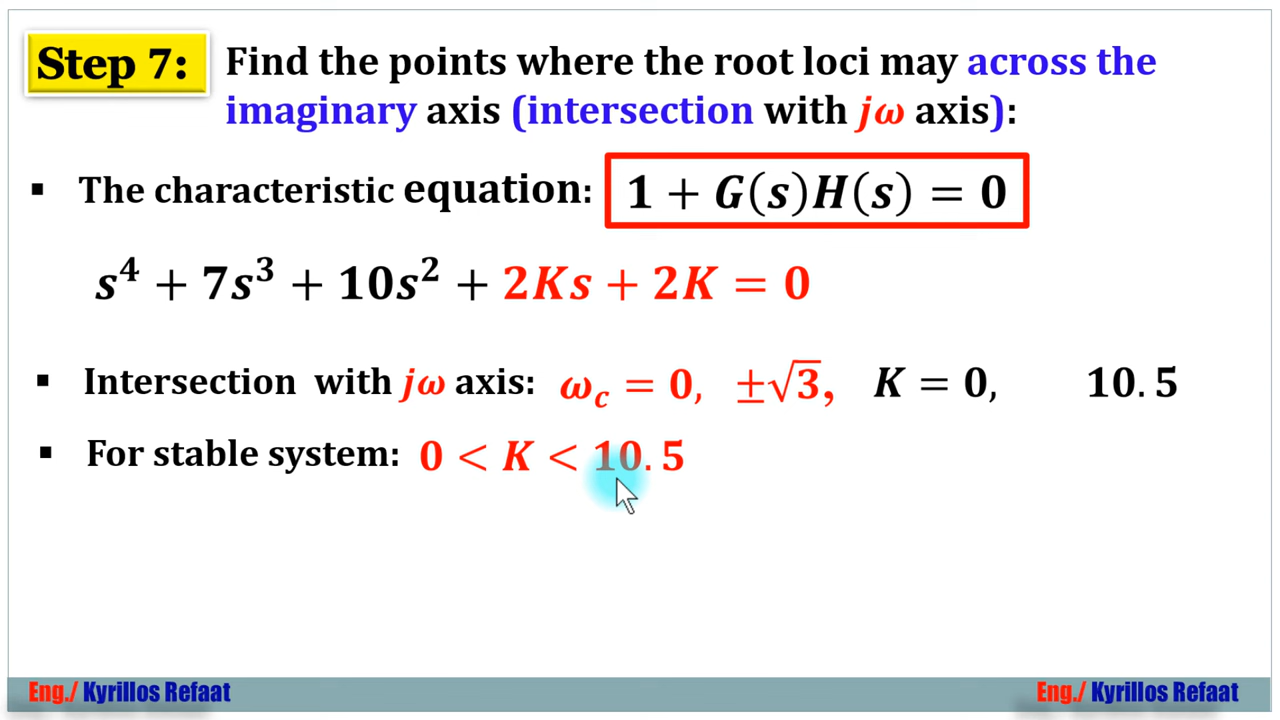 Step 7: Find the points where the root loci may across the
imaginary axis (intersection with jω axis):
▪ The characteristic equation: 1 + G(s)H(s) = 0
s⁴ + 7s³ + 10s² + 2Ks + 2K = 0
▪ Intersection with jω axis: ω_c = 0, ±√3, K = 0, 10.5
▪ For stable system: 0 < K < 10.5
Eng./ Kyrillos Refaat Eng./ Kyrillos Refaat